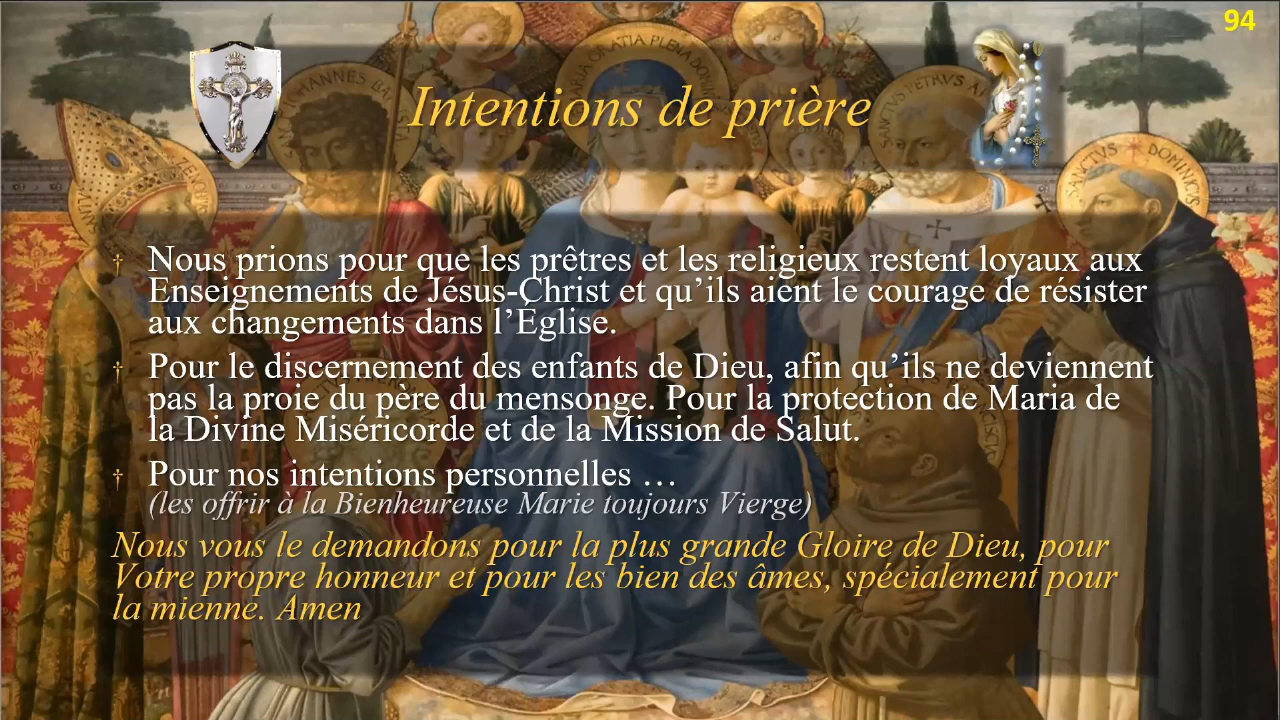 94
GRATIA PLENA
Intentions de prière
PETRVS
DOMINICVS
† Nous prions pour que les prêtres et les religieux restent loyaux aux
Enseignements de Jésus-Christ et qu’ils aient le courage de résister
aux changements dans l’Église.
† Pour le discernement des enfants de Dieu, afin qu’ils ne deviennent
pas la proie du père du mensonge. Pour la protection de Maria de
la Divine Miséricorde et de la Mission de Salut.
† Pour nos intentions personnelles …
(les offrir à la Bienheureuse Marie toujours Vierge)
Nous vous le demandons pour la plus grande Gloire de Dieu, pour
Votre propre honneur et pour les bien des âmes, spécialement pour
la mienne. Amen